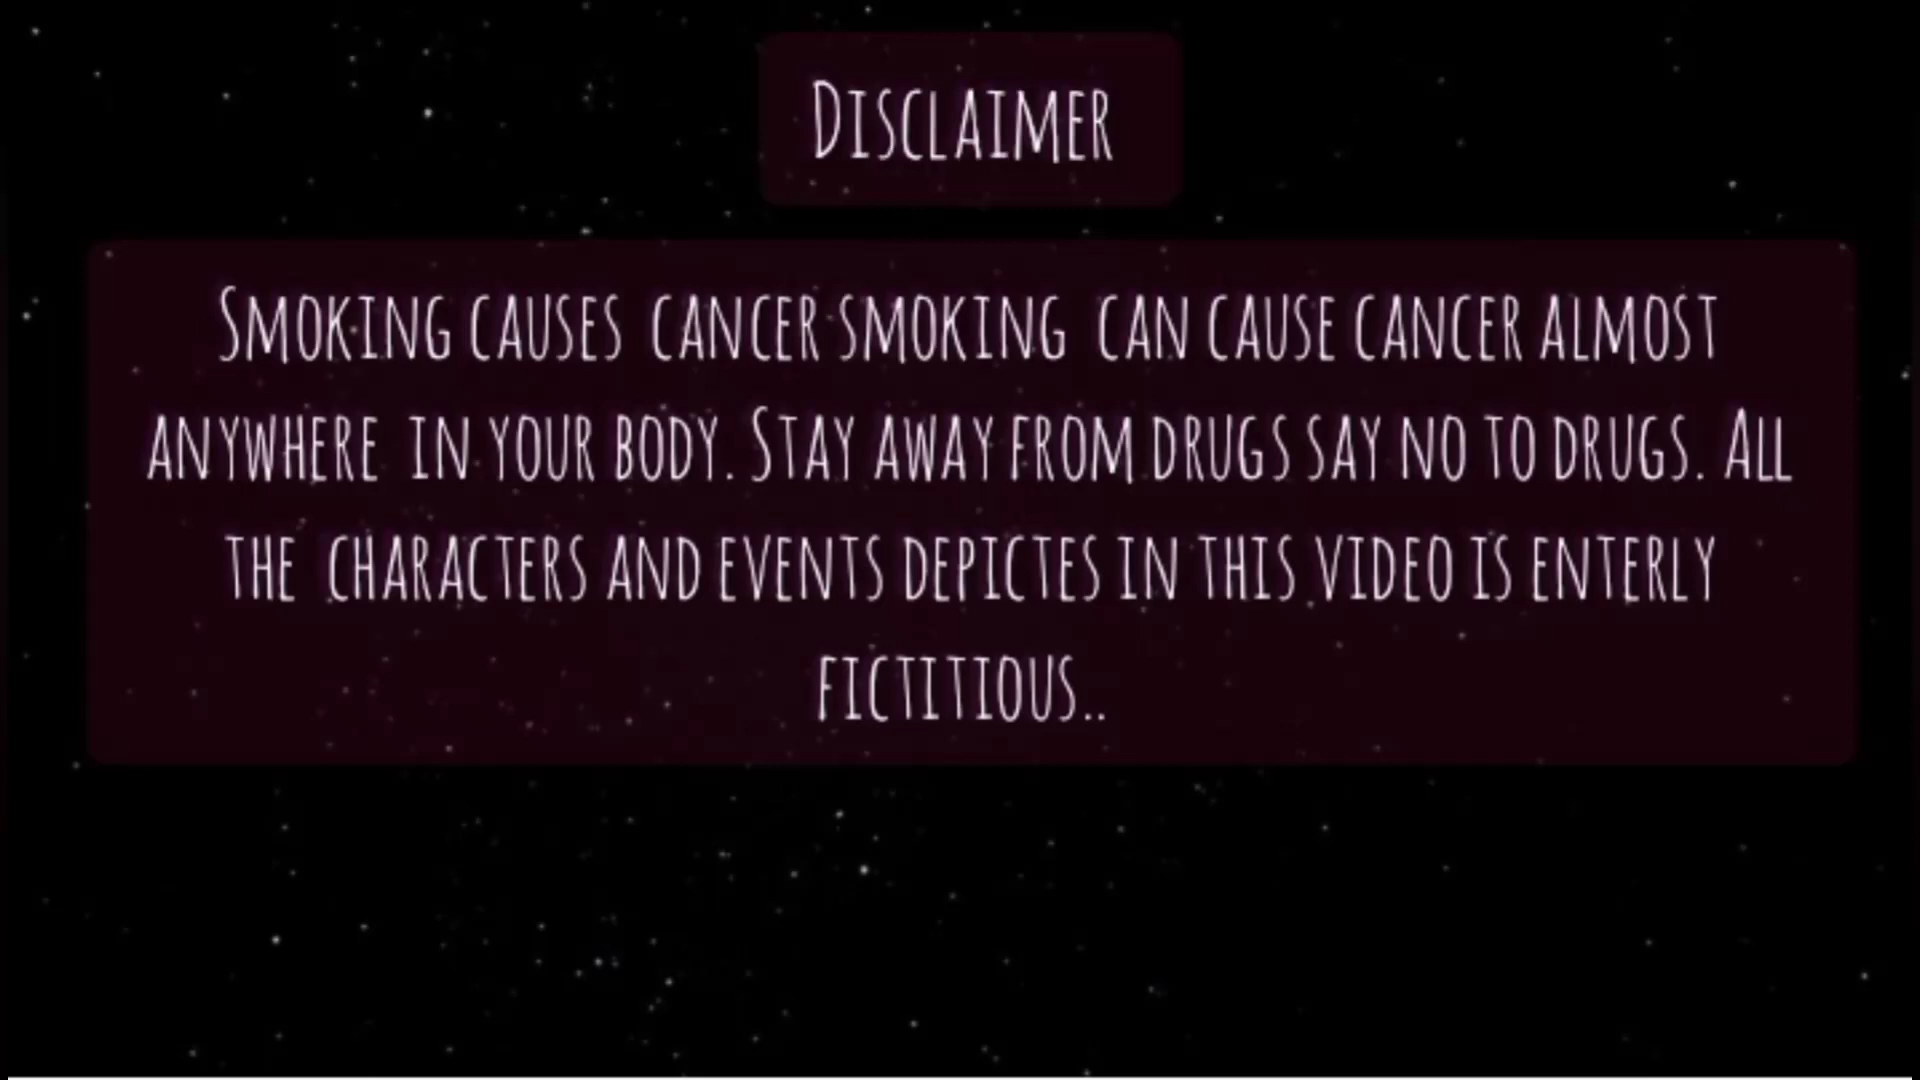 Disclaimer
Smoking causes cancer smoking can cause cancer almost
anywhere in your body. Stay away from drugs say no to drugs. All
the characters and events depictes in this video is enterly
fictitious..